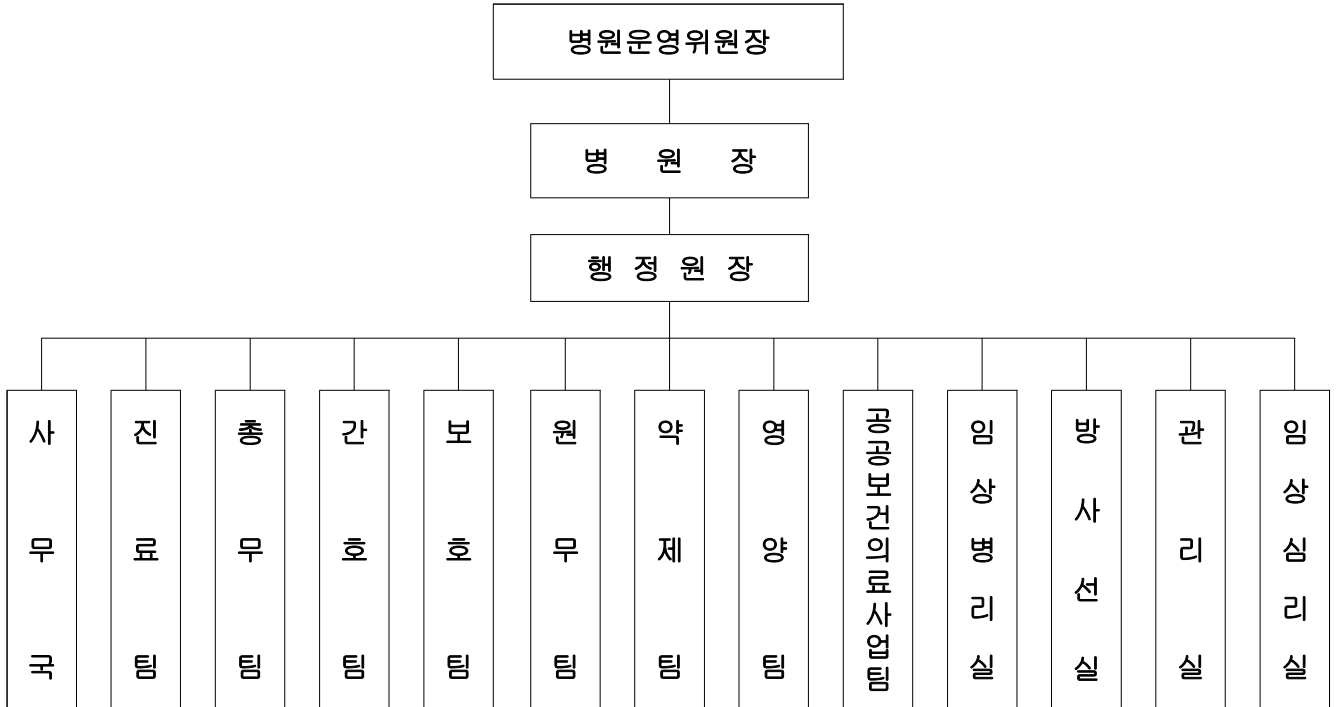 병원운영위원장
병 원 장
행 정 원 장
사무국
진료팀
총무팀
간호팀
보호팀
원무팀
약제팀
영양팀
공공보건의료사업팀
임상병리실
방사선실
관리실
임상심리실